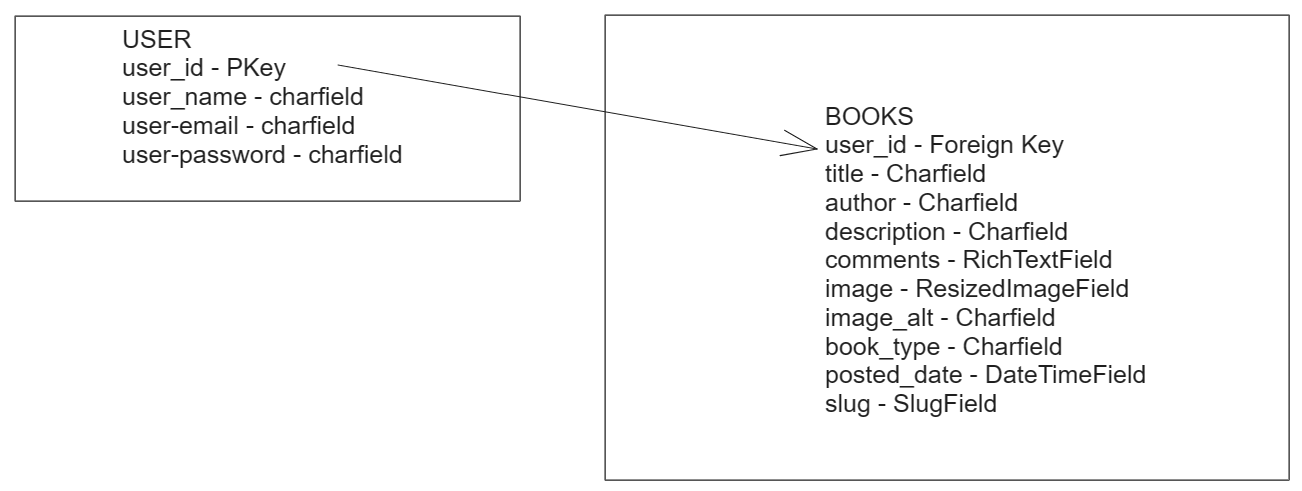 USER
user_id - PKey
user_name - charfield
user-email - charfield
user-password - charfield
BOOKS
user_id - Foreign Key
title - Charfield
author - Charfield
description - Charfield
comments - RichTextField
image - ResizedImageField
image_alt - Charfield
book_type - Charfield
posted_date - DateTimeField
slug - SlugField